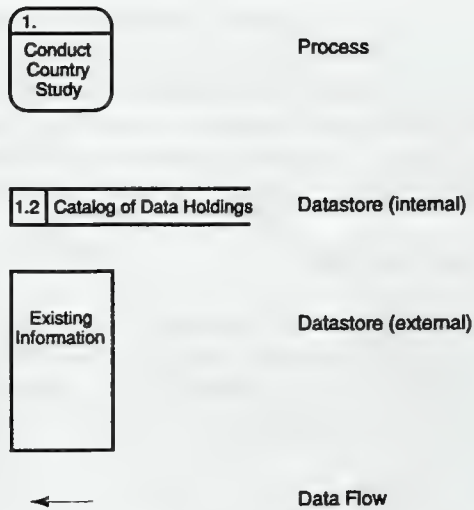 1.
Conduct
Country
Study
Process
1.2 Catalog of Data Holdings
Datastore (internal)
Existing
Information
Datastore (external)
Data Flow